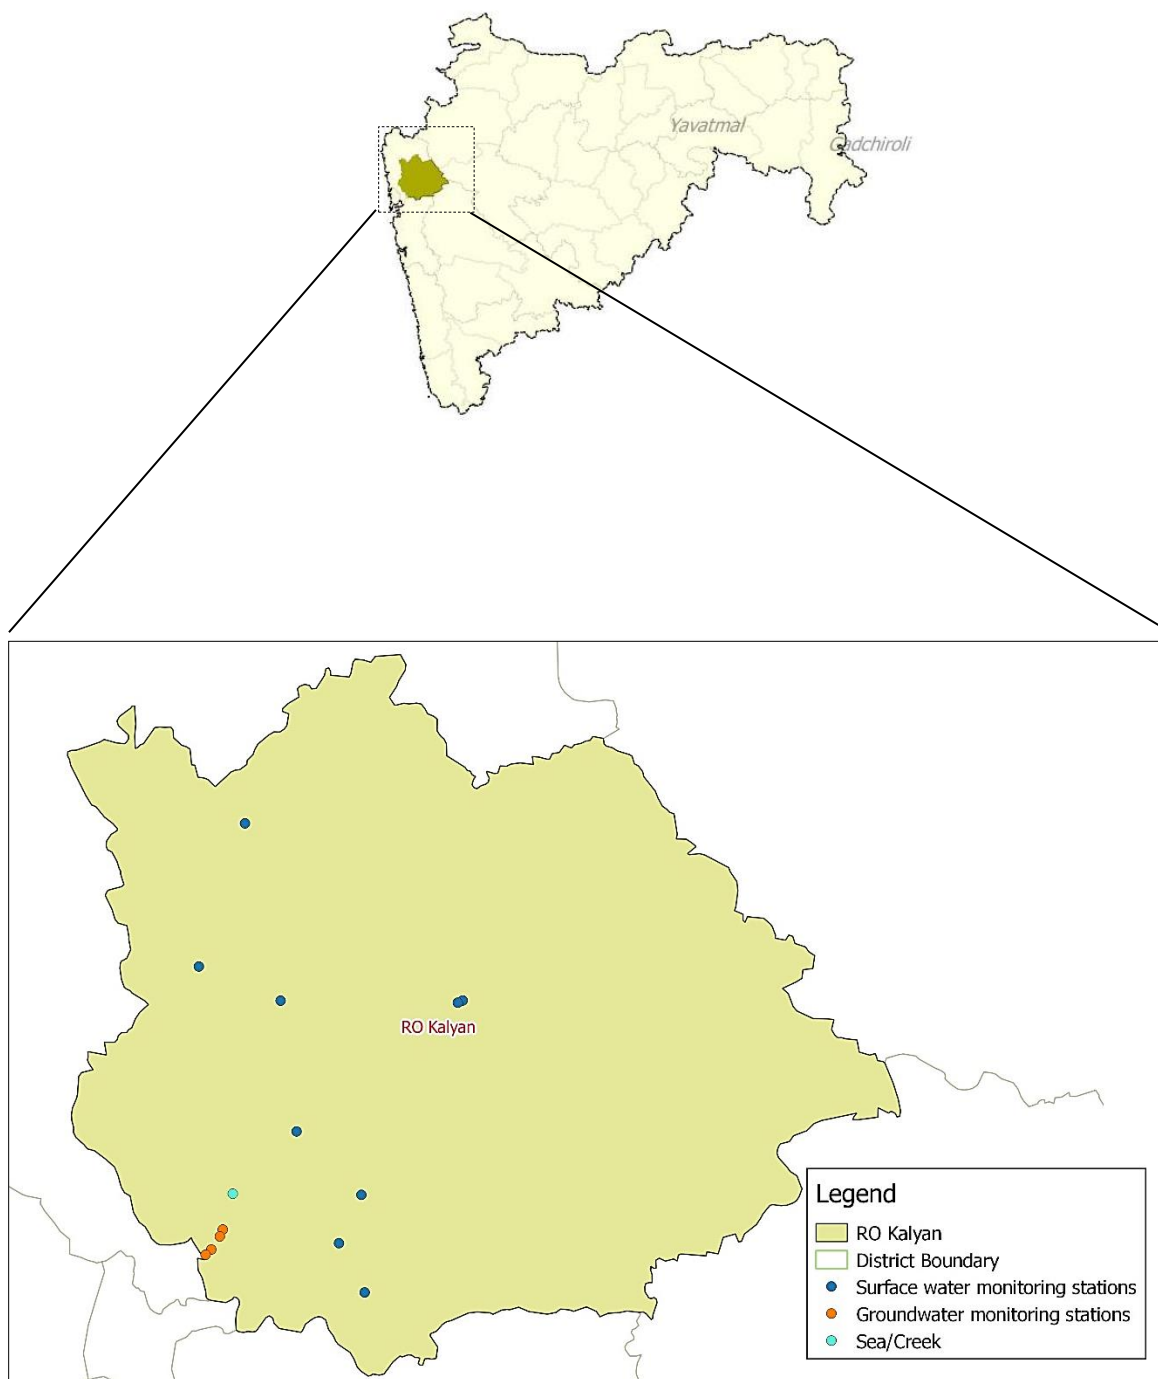 Yavatmal
Gadchiroli
RO Kalyan
Legend
RO Kalyan
District Boundary
Surface water monitoring stations
Groundwater monitoring stations
Sea/Creek